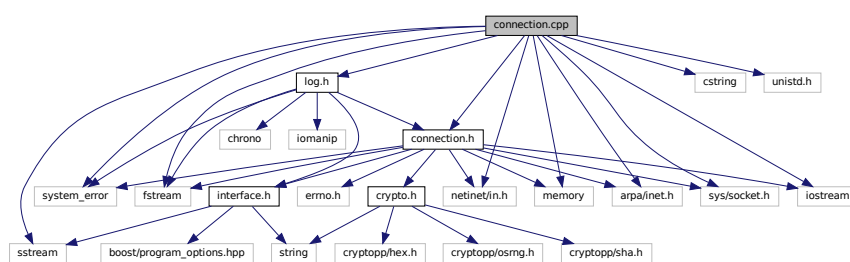 connection.cpp
log.h
cstring
unistd.h
chrono
iomanip
connection.h
system_error
fstream
interface.h
errno.h
crypto.h
netinet/in.h
memory
arpa/inet.h
sys/socket.h
iostream
sstream
boost/program_options.hpp
string
cryptopp/hex.h
cryptopp/osrng.h
cryptopp/sha.h